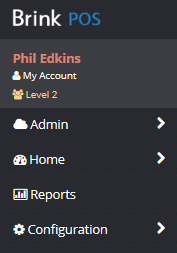 Brink POS
Phil Edkins
My Account
Level 2
Admin
Home
Reports
Configuration